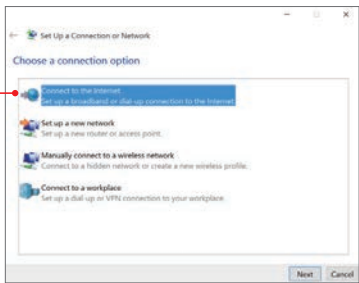 Set Up a Connection or Network
Choose a connection option
Connect to the Internet
Set up a broadband or dial-up connection to the Internet.
Set up a new network
Set up a new router or access point.
Manually connect to a wireless network
Connect to a hidden network or create a new wireless profile.
Connect to a workplace
Set up a dial-up or VPN connection to your workplace.
Next Cancel